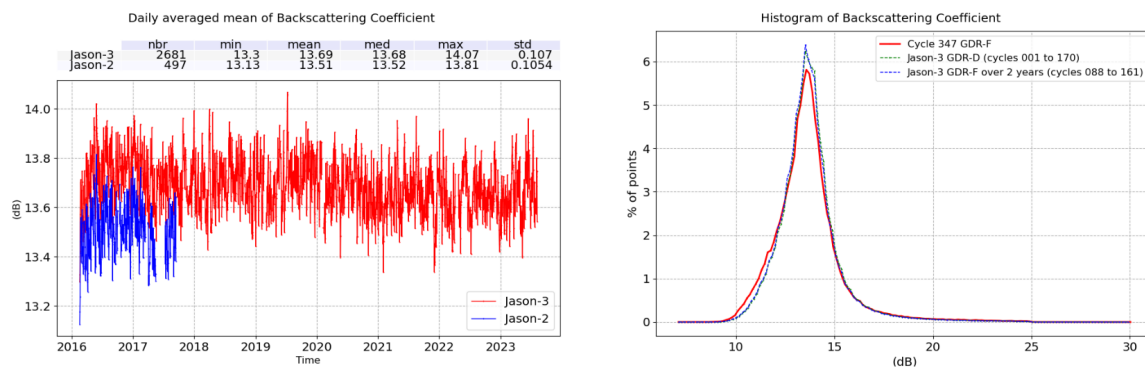 Daily averaged mean of Backscattering Coefficient
nbr min mean med max std
Jason-3 2681 13.3 13.69 13.68 14.07 0.107
Jason-2 497 13.13 13.51 13.52 13.81 0.1054
14.0
13.8
13.6
13.4
13.2
(dB)
Jason-3
Jason-2
2016 2017 2018 2019 2020 2021 2022 2023
Time
Histogram of Backscattering Coefficient
Cycle 347 GDR-F
Jason-3 GDR-D (cycles 001 to 170)
Jason-3 GDR-F over 2 years (cycles 088 to 161)
6
5
4
3
2
1
0
% of points
10 15 20 25 30
(dB)